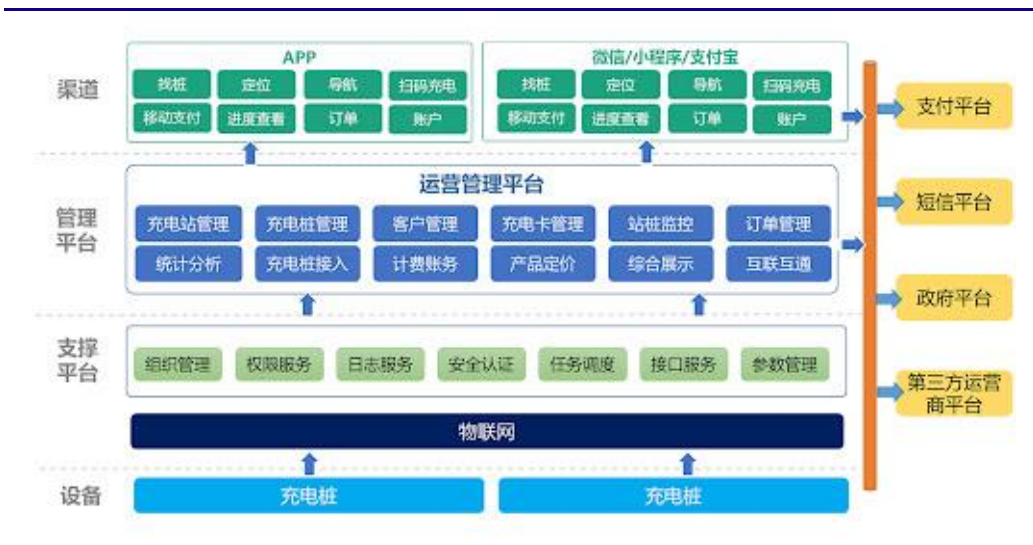 渠道
APP
找桩
定位
导航
扫码充电
移动支付
进度查看
订单
账户
微信/小程序/支付宝
找桩
定位
导航
扫码充电
移动支付
进度查看
订单
账户
管理
平台
运营管理平台
充电站管理
充电桩管理
客户管理
充电卡管理
站桩监控
订单管理
统计分析
充电桩接入
计费账务
产品定价
综合展示
互联互通
支撑
平台
组织管理
权限服务
日志服务
安全认证
任务调度
接口服务
参数管理
物联网
设备
充电桩
充电桩
支付平台
短信平台
政府平台
第三方运营
商平台